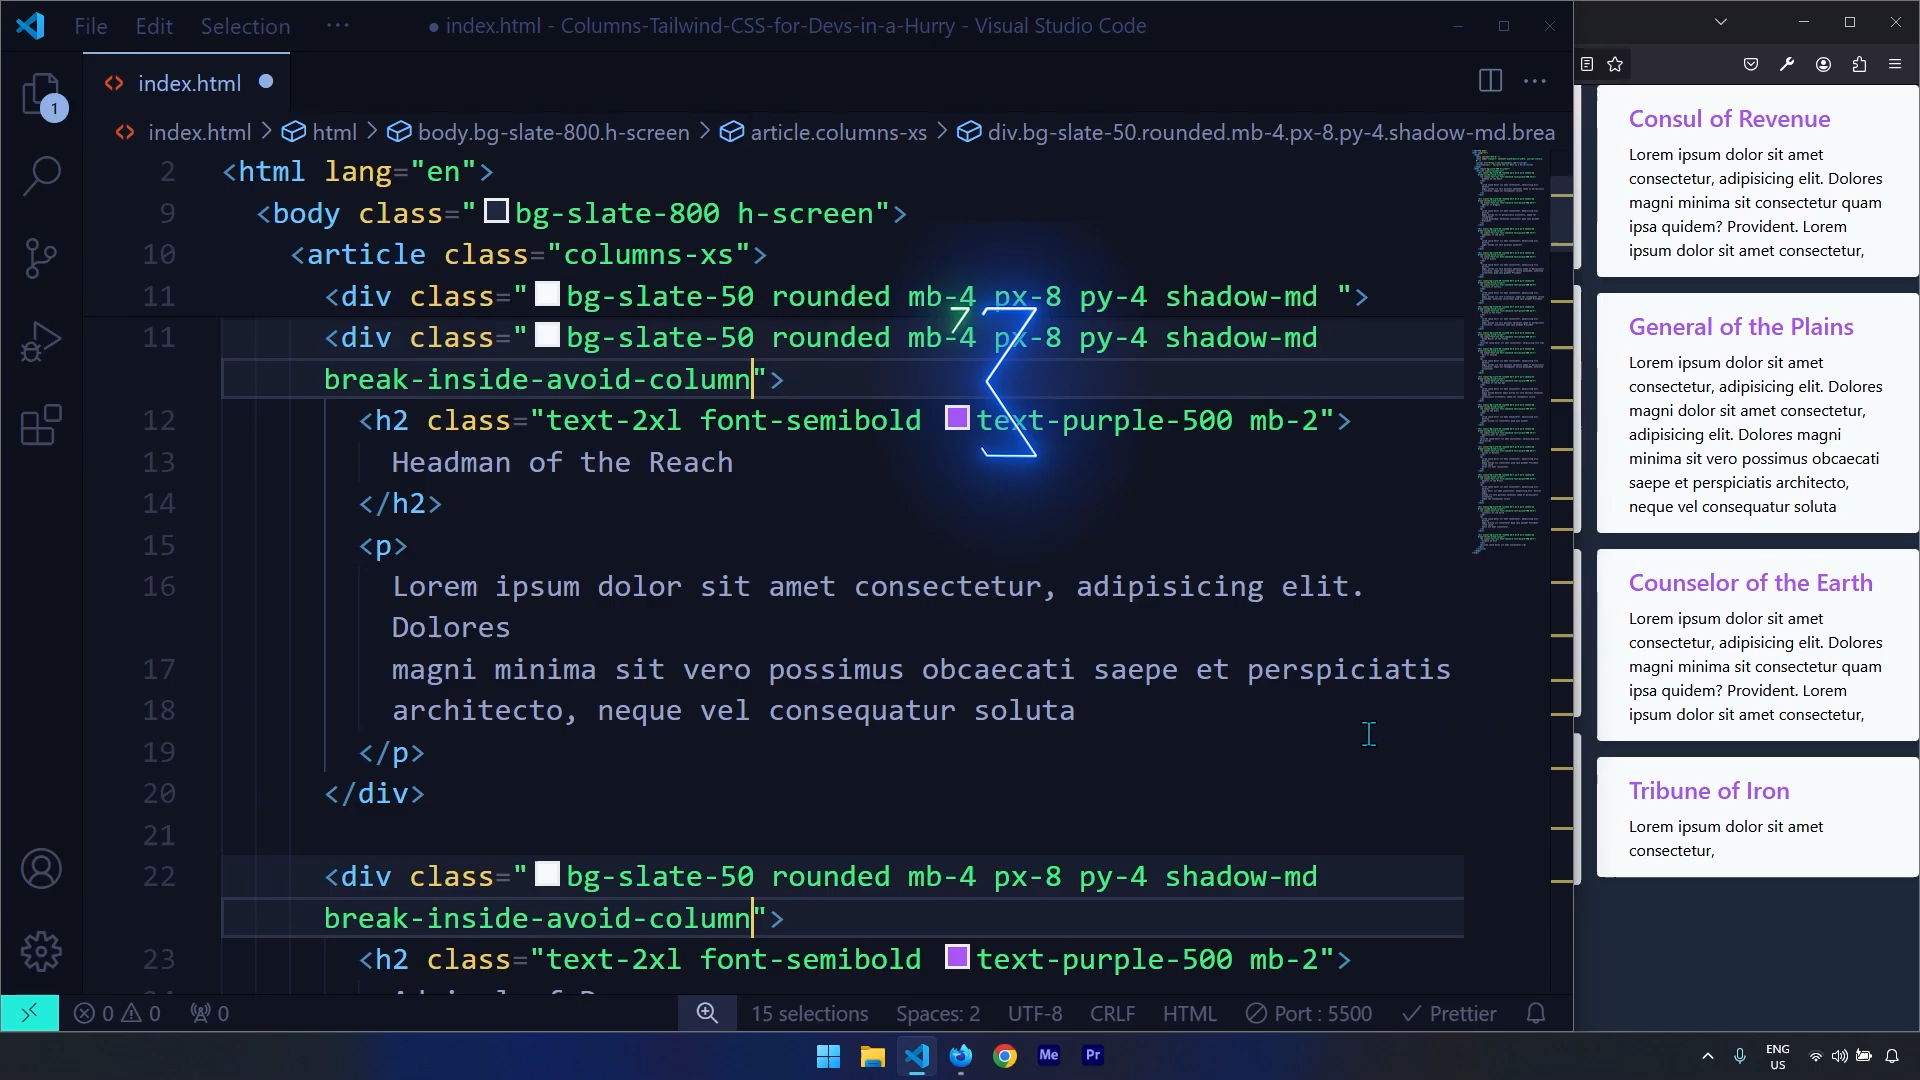 File Edit Selection ···
● index.html - Columns-Tailwind-CSS-for-Devs-in-a-Hurry - Visual Studio Code
index.html
1
index.html > html > body.bg-slate-800.h-screen > article.columns-xs > div.bg-slate-50.rounded.mb-4.px-8.py-4.shadow-md.brea
2 <html lang="en">
9 <body class="bg-slate-800 h-screen">
10 <article class="columns-xs">
11 <div class="bg-slate-50 rounded mb-4 px-8 py-4 shadow-md ">
11 <div class="bg-slate-50 rounded mb-4 px-8 py-4 shadow-md
break-inside-avoid-column">
12 <h2 class="text-2xl font-semibold text-purple-500 mb-2">
13 Headman of the Reach
14 </h2>
15 <p>
16 Lorem ipsum dolor sit amet consectetur, adipisicing elit.
Dolores
17 magni minima sit vero possimus obcaecati saepe et perspiciatis
18 architecto, neque vel consequatur soluta
19 </p>
20 </div>
21
22 <div class="bg-slate-50 rounded mb-4 px-8 py-4 shadow-md
break-inside-avoid-column">
23 <h2 class="text-2xl font-semibold text-purple-500 mb-2">
0 0 0 15 selections Spaces: 2 UTF-8 CRLF HTML Port : 5500 Prettier
Consul of Revenue
Lorem ipsum dolor sit amet
consectetur, adipisicing elit. Dolores
magni minima sit consectetur quam
ipsa quidem? Provident. Lorem
ipsum dolor sit amet consectetur,
General of the Plains
Lorem ipsum dolor sit amet
consectetur, adipisicing elit. Dolores
magni dolor sit amet consectetur,
adipisicing elit. Dolores magni
minima sit vero possimus obcaecati
saepe et perspiciatis architecto,
neque vel consequatur soluta
Counselor of the Earth
Lorem ipsum dolor sit amet
consectetur, adipisicing elit. Dolores
magni minima sit consectetur quam
ipsa quidem? Provident. Lorem
ipsum dolor sit amet consectetur,
Tribune of Iron
Lorem ipsum dolor sit amet
consectetur,
Me Pr
ENG
US